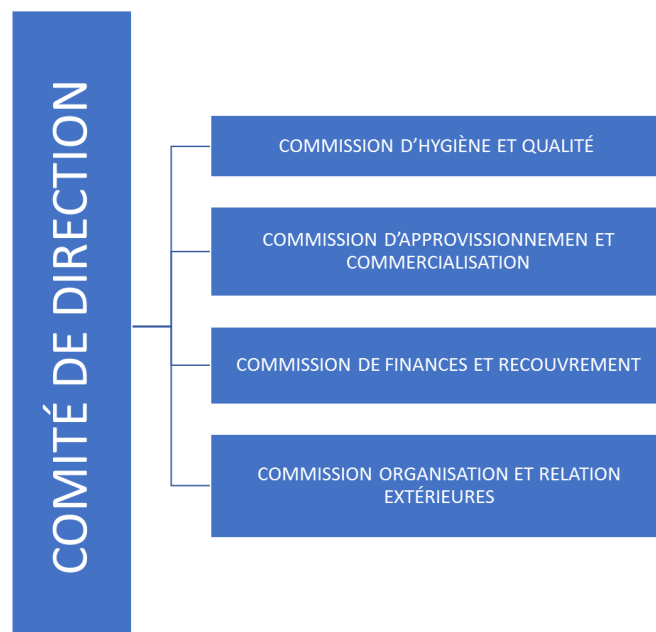 COMITÉ DE DIRECTION
COMMISSION D’HYGIÈNE ET QUALITÉ
COMMISSION D’APPROVISSIONNEMEN ET
COMMERCIALISATION
COMMISSION DE FINANCES ET RECOUVREMENT
COMMISSION ORGANISATION ET RELATION
EXTÉRIEURES